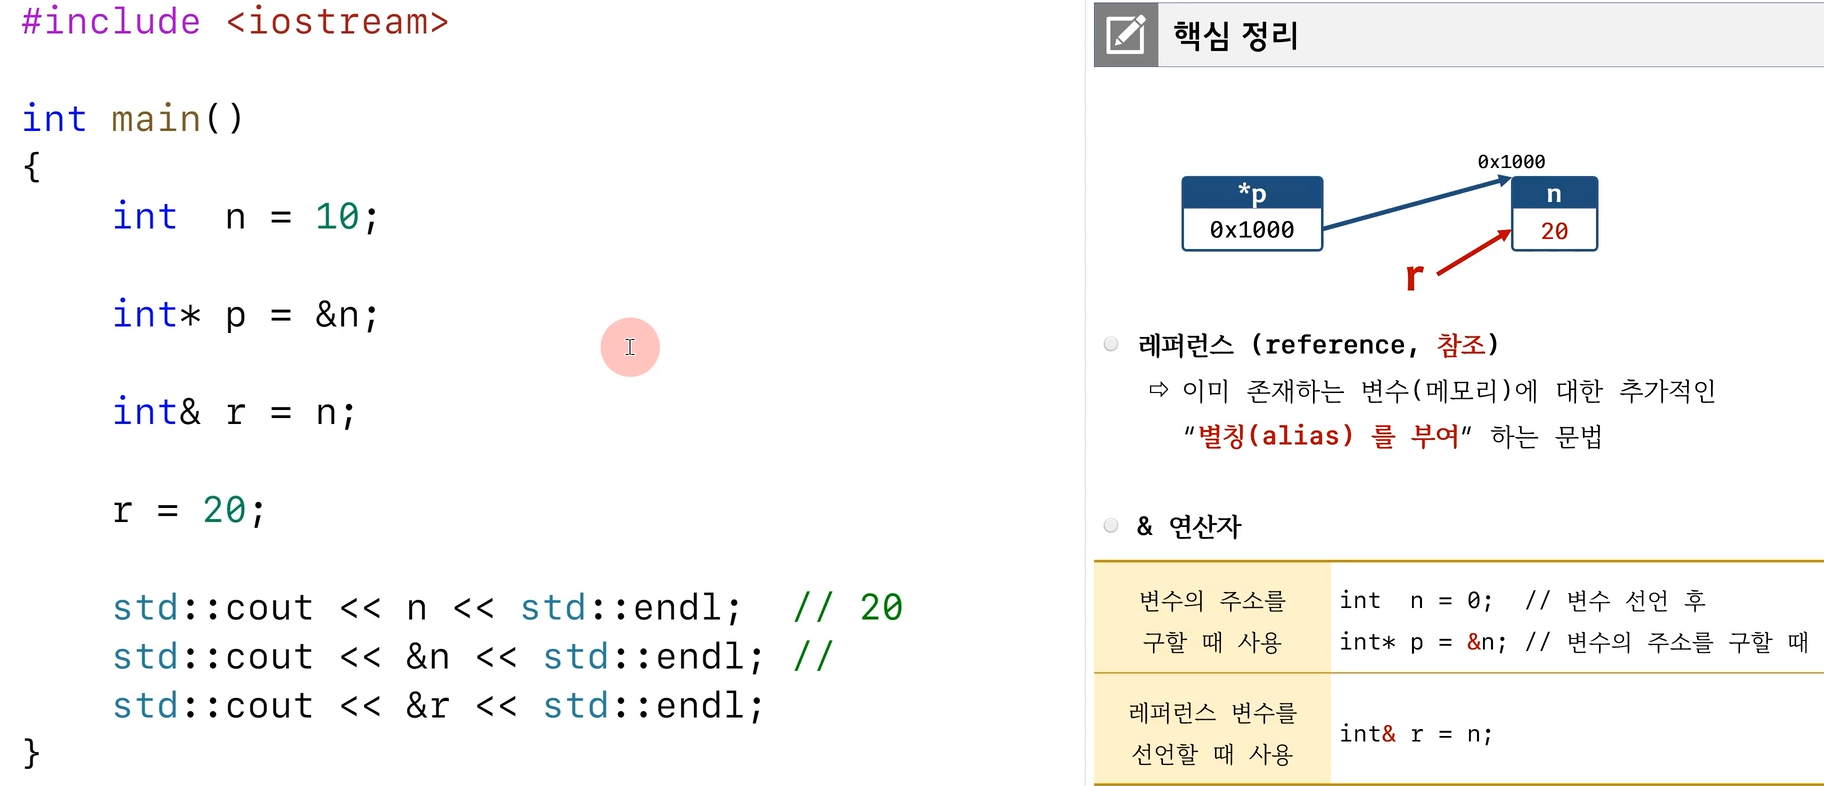 #include <iostream>
int main()
{
int  n = 10;
int* p = &n;
int& r = n;
r = 20;
std::cout << n << std::endl;  // 20
std::cout << &n << std::endl; //
std::cout << &r << std::endl;
}
핵심 정리
0x1000
*p
n
0x1000
20
r
레퍼런스 (reference, 참조)
⇨ 이미 존재하는 변수(메모리)에 대한 추가적인
“별칭(alias) 를 부여” 하는 문법
& 연산자
변수의 주소를
구할 때 사용
int  n = 0;  // 변수 선언 후
int* p = &n; // 변수의 주소를 구할 때
레퍼런스 변수를
선언할 때 사용
int& r = n;